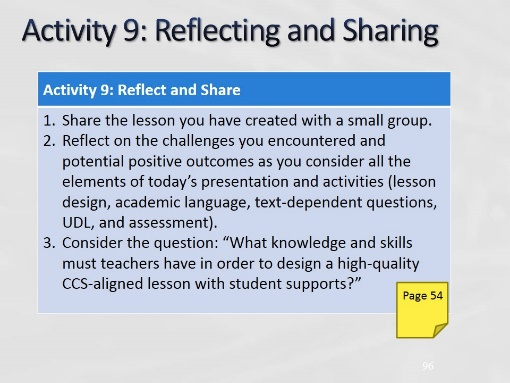 Activity 9: Reflecting and Sharing
Activity 9: Reflect and Share
1. Share the lesson you have created with a small group.
2. Reflect on the challenges you encountered and
potential positive outcomes as you consider all the
elements of today's presentation and activities (lesson
design, academic language, text-dependent questions,
UDL, and assessment).
3. Consider the question: “What knowledge and skills
must teachers have in order to design a high-quality
CCS-aligned lesson with student supports?”
Page 54
96